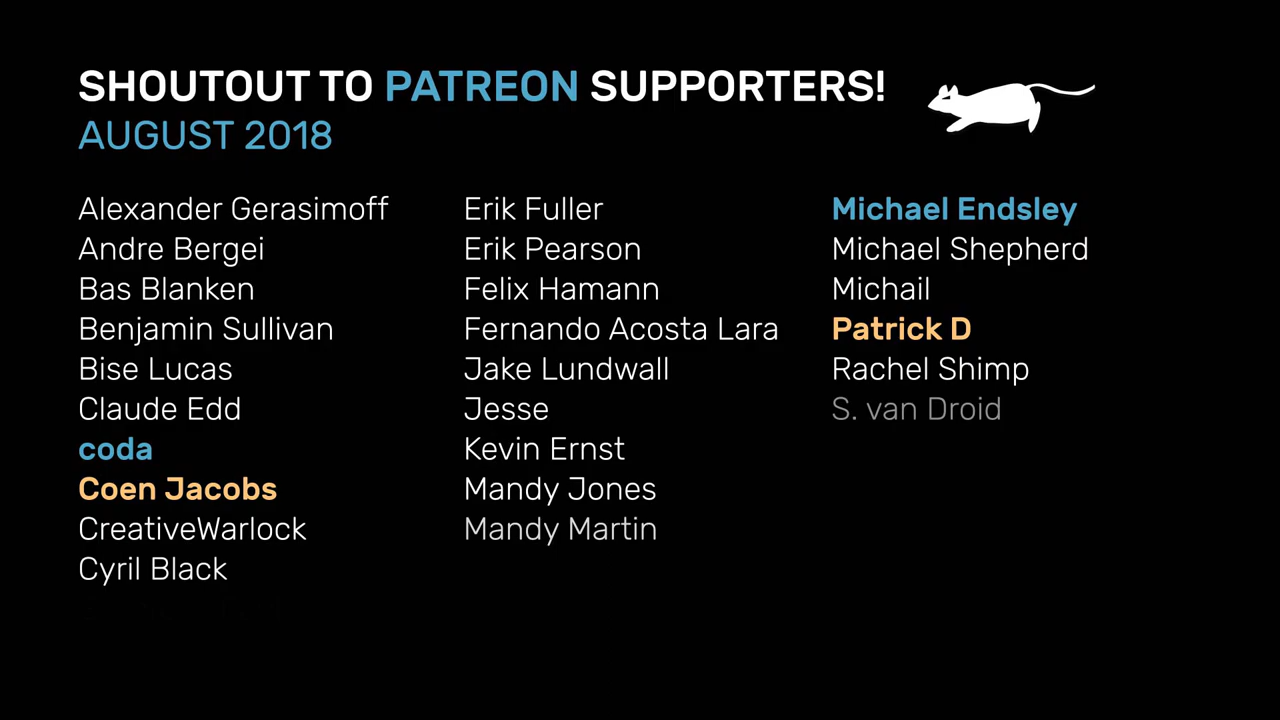 SHOUTOUT TO PATREON SUPPORTERS!
AUGUST 2018
Alexander Gerasimoff
Andre Bergei
Bas Blanken
Benjamin Sullivan
Bise Lucas
Claude Edd
coda
Coen Jacobs
CreativeWarlock
Cyril Black
Erik Fuller
Erik Pearson
Felix Hamann
Fernando Acosta Lara
Jake Lundwall
Jesse
Kevin Ernst
Mandy Jones
Mandy Martin
Michael Endsley
Michael Shepherd
Michail
Patrick D
Rachel Shimp
S. van Droid